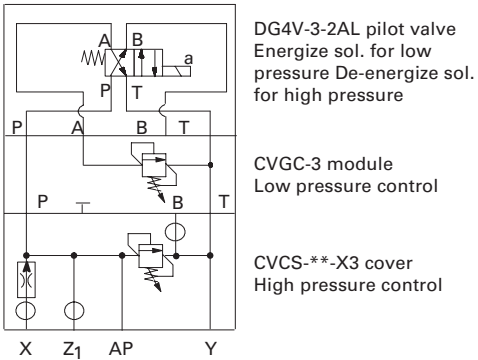 A B
a
P T
DG4V-3-2AL pilot valve
Energize sol. for low
pressure De-energize sol.
for high pressure
P A B T
CVGC-3 module
Low pressure control
P B T
CVCS-**-X3 cover
High pressure control
X Z1 AP Y